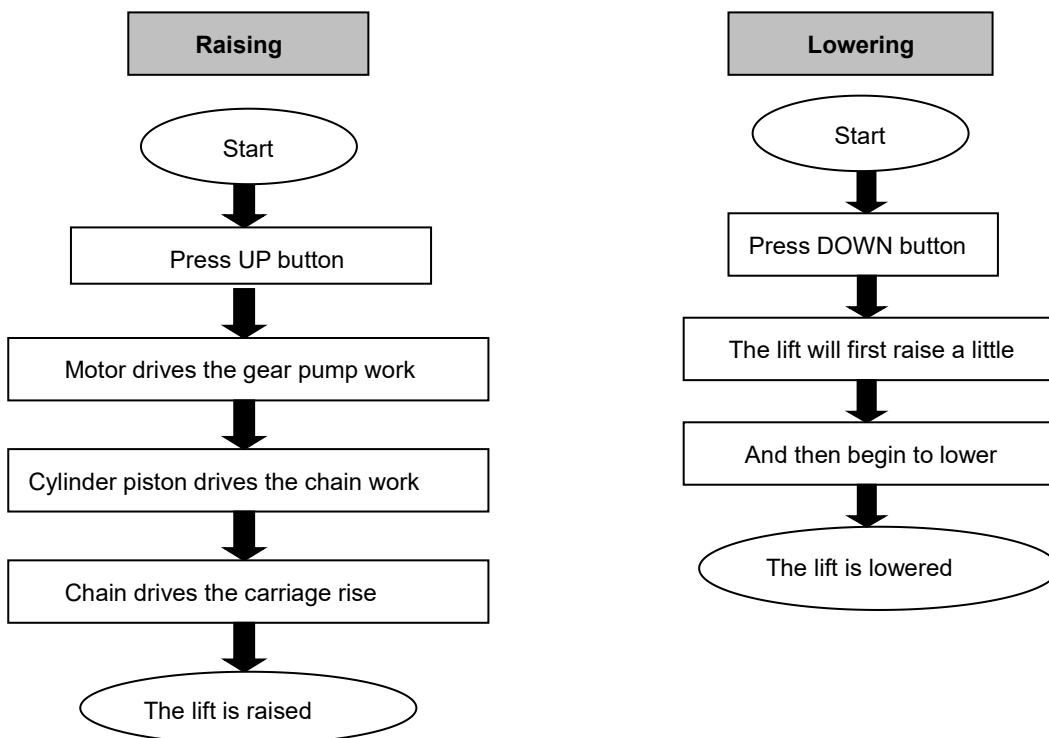 Raising
Start
Press UP button
Motor drives the gear pump work
Cylinder piston drives the chain work
Chain drives the carriage rise
The lift is raised
Lowering
Start
Press DOWN button
The lift will first raise a little
And then begin to lower
The lift is lowered